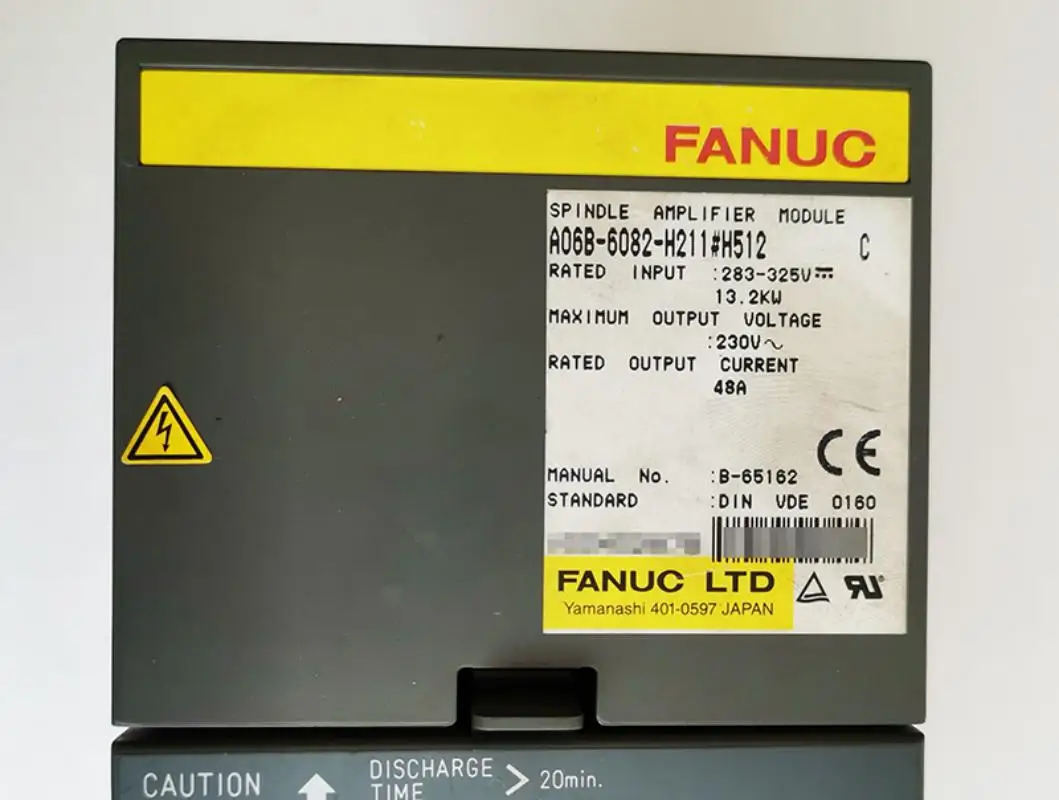 FANUC
SPINDLE AMPLIFIER MODULE
A06B-6082-H211#H512 C
RATED INPUT :283-325V⎓
13.2KW
MAXIMUM OUTPUT VOLTAGE
:230V~
RATED OUTPUT CURRENT
48A
CE
MANUAL No. :B-65162
STANDARD :DIN VDE 0160
FANUC LTD
Yamanashi 401-0597 JAPAN
CAUTION
DISCHARGE
TIME
> 20min.